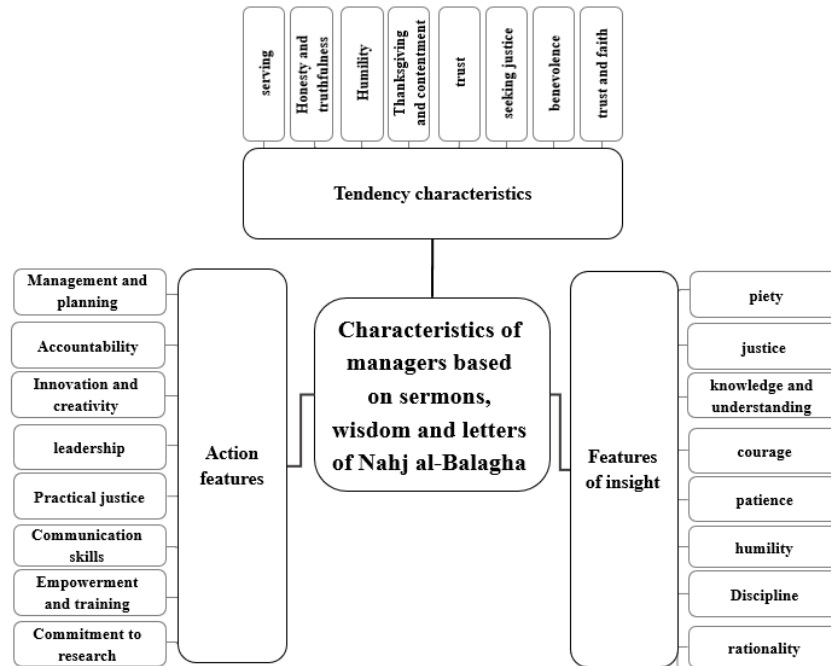 serving
Honesty and
truthfulness
Humility
Thanksgiving
and contentment
trust
seeking justice
benevolence
trust and faith
Tendency characteristics
Management and
planning
Accountability
Innovation and
creativity
leadership
Practical justice
Communication
skills
Empowerment
and training
Commitment to
research
Action
features
Characteristics of
managers based
on sermons,
wisdom and letters
of Nahj al-Balagha
Features
of insight
piety
justice
knowledge and
understanding
courage
patience
humility
Discipline
rationality